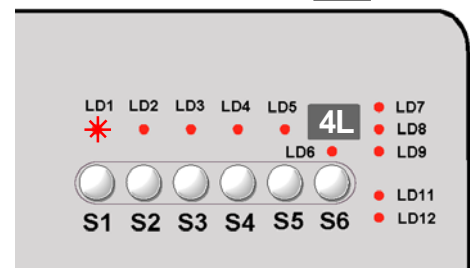 LD1 LD2 LD3 LD4 LD5 4L LD7
LD8
LD6 LD9
LD11
S1 S2 S3 S4 S5 S6 LD12